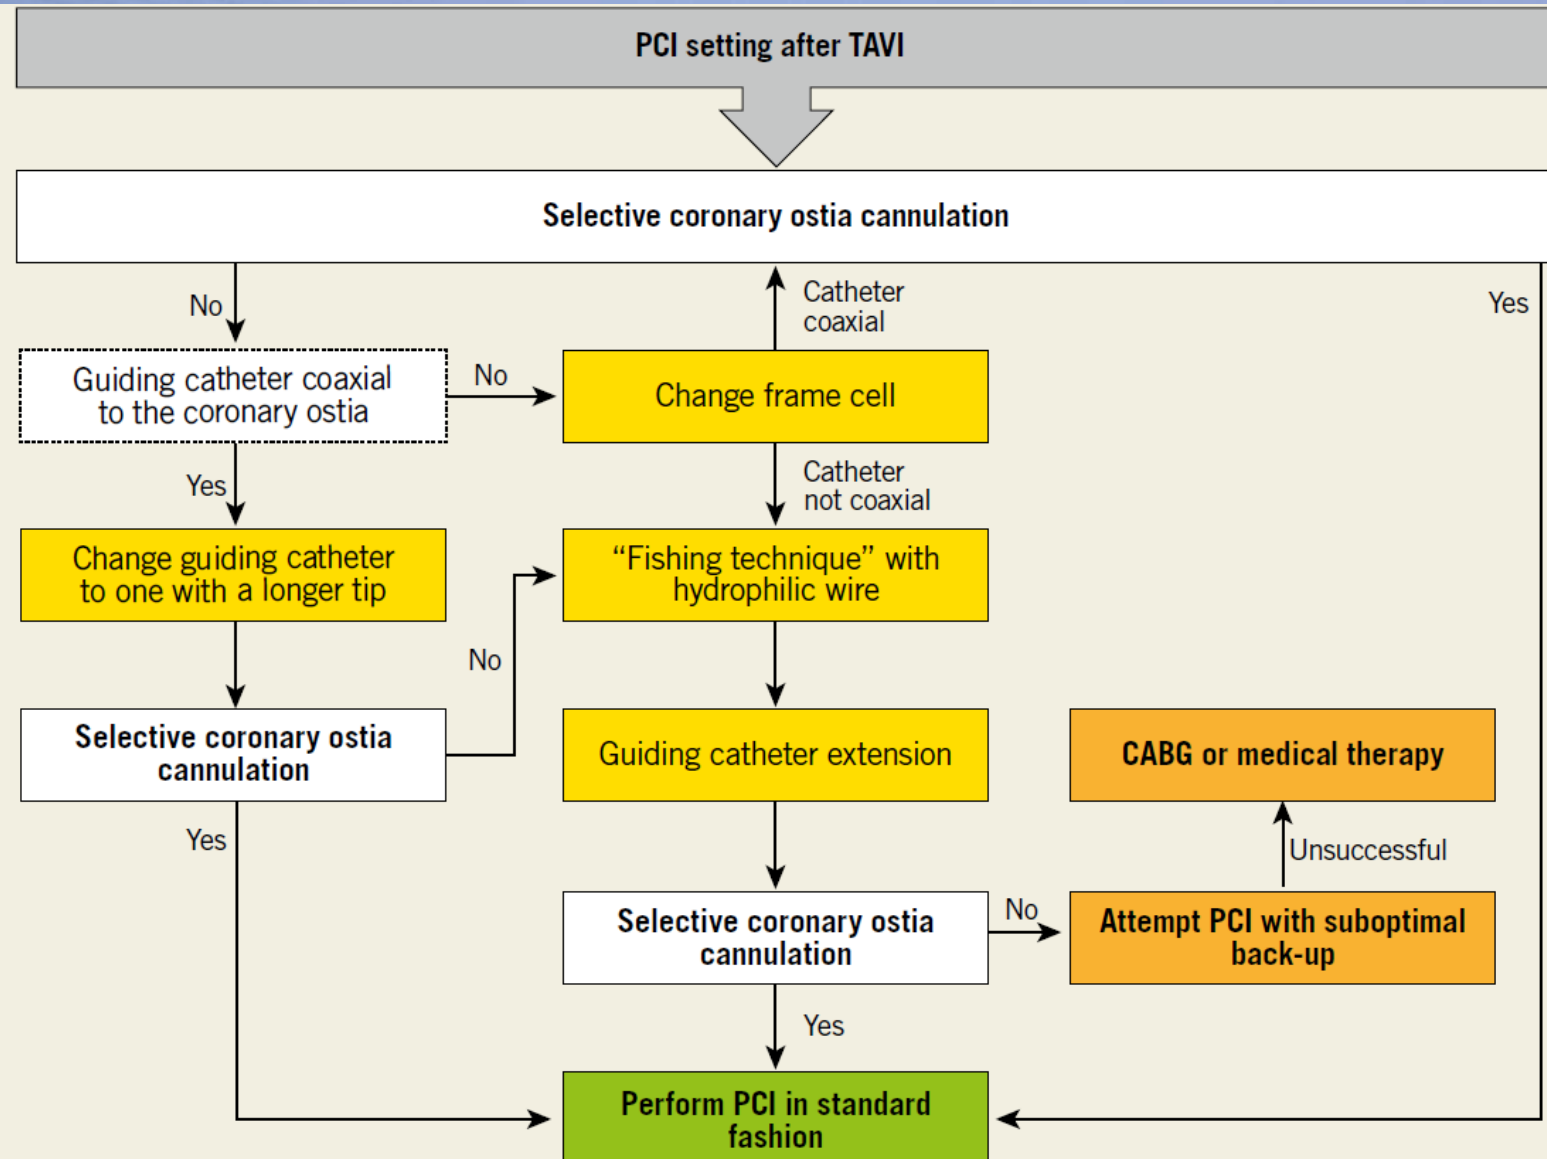 PCI setting after TAVI
Selective coronary ostia cannulation
No
Catheter
coaxial
Yes
Guiding catheter coaxial
to the coronary ostia
No
Change frame cell
Yes
Catheter
not coaxial
Change guiding catheter
to one with a longer tip
“Fishing technique” with
hydrophilic wire
No
Selective coronary ostia
cannulation
Guiding catheter extension
CABG or medical therapy
Yes
Unsuccessful
Selective coronary ostia
cannulation
No
Attempt PCI with suboptimal
back-up
Yes
Perform PCI in standard
fashion